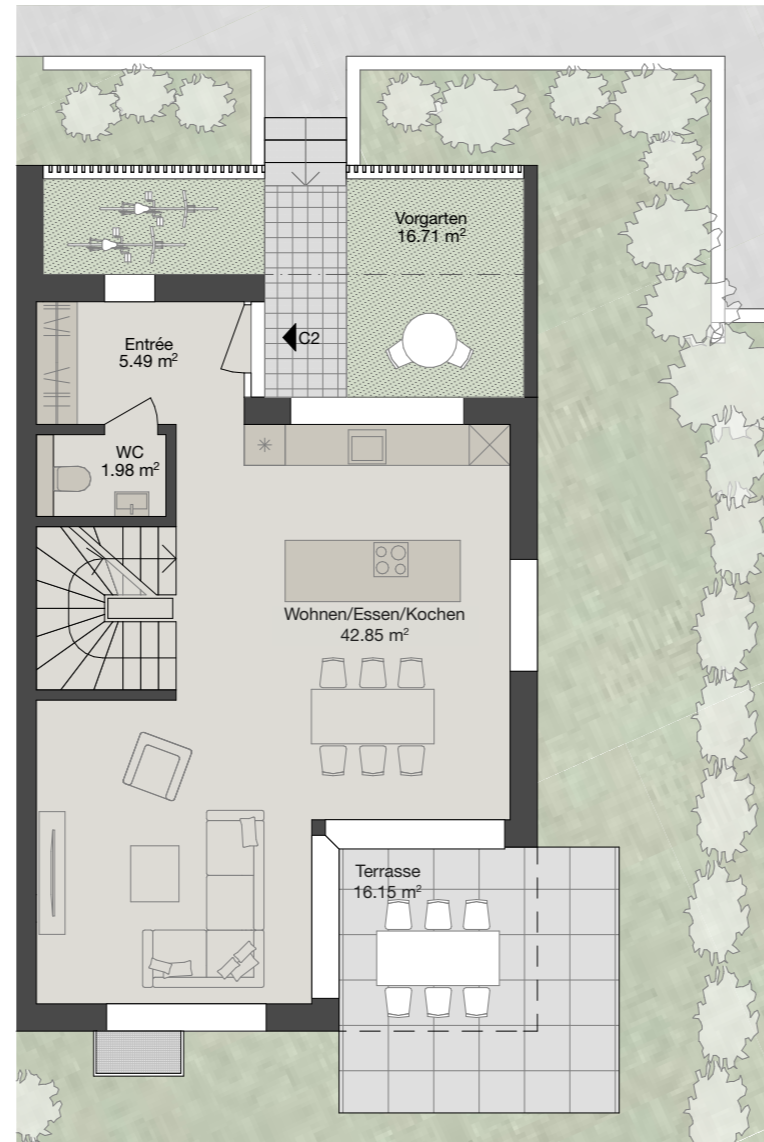 Vorgarten
16.71 m²
C2
Entrée
5.49 m²
WC
1.98 m²
Wohnen/Essen/Kochen
42.85 m²
Terrasse
16.15 m²